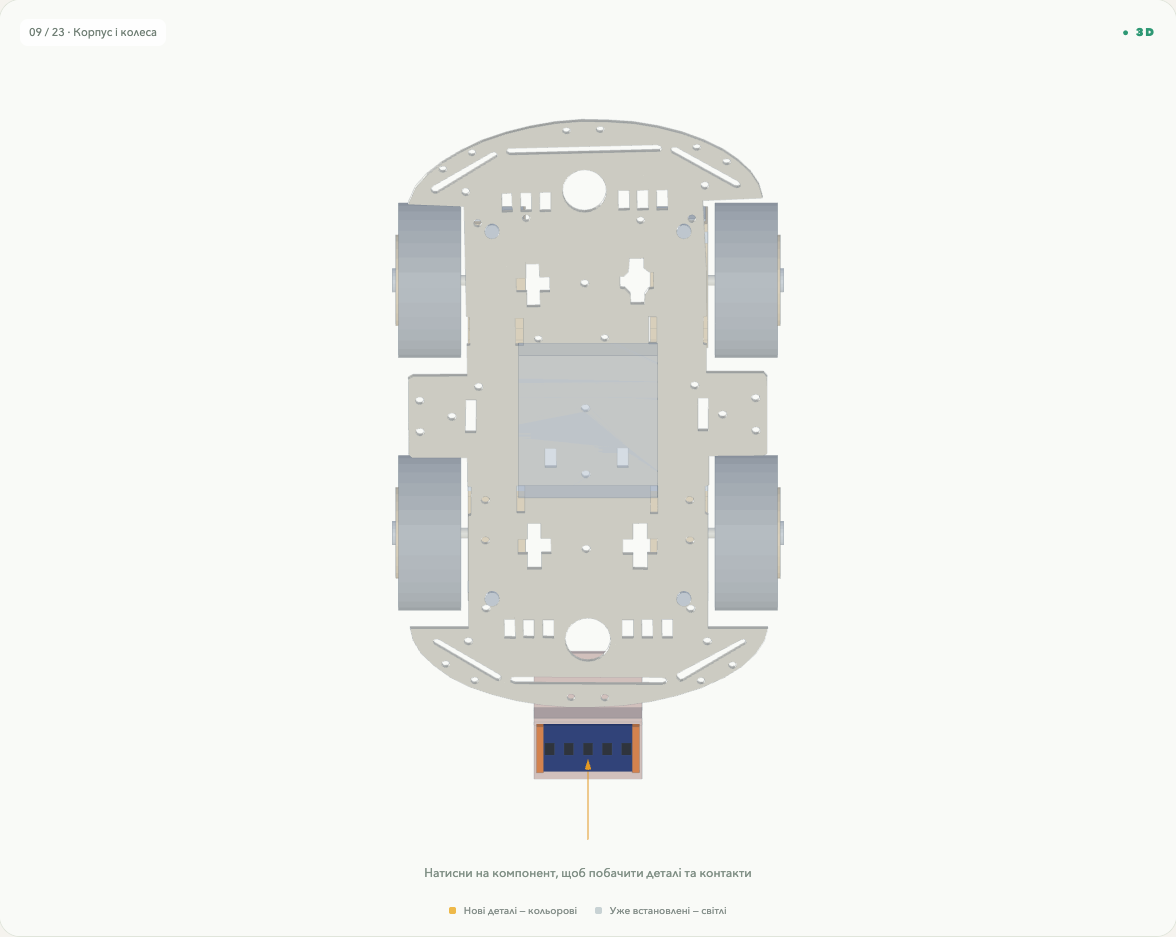 09 / 23 · Корпус і колеса
• 3D
Натисни на компонент, щоб побачити деталі та контакти
Нові деталі – кольорові
Уже встановлені – світлі